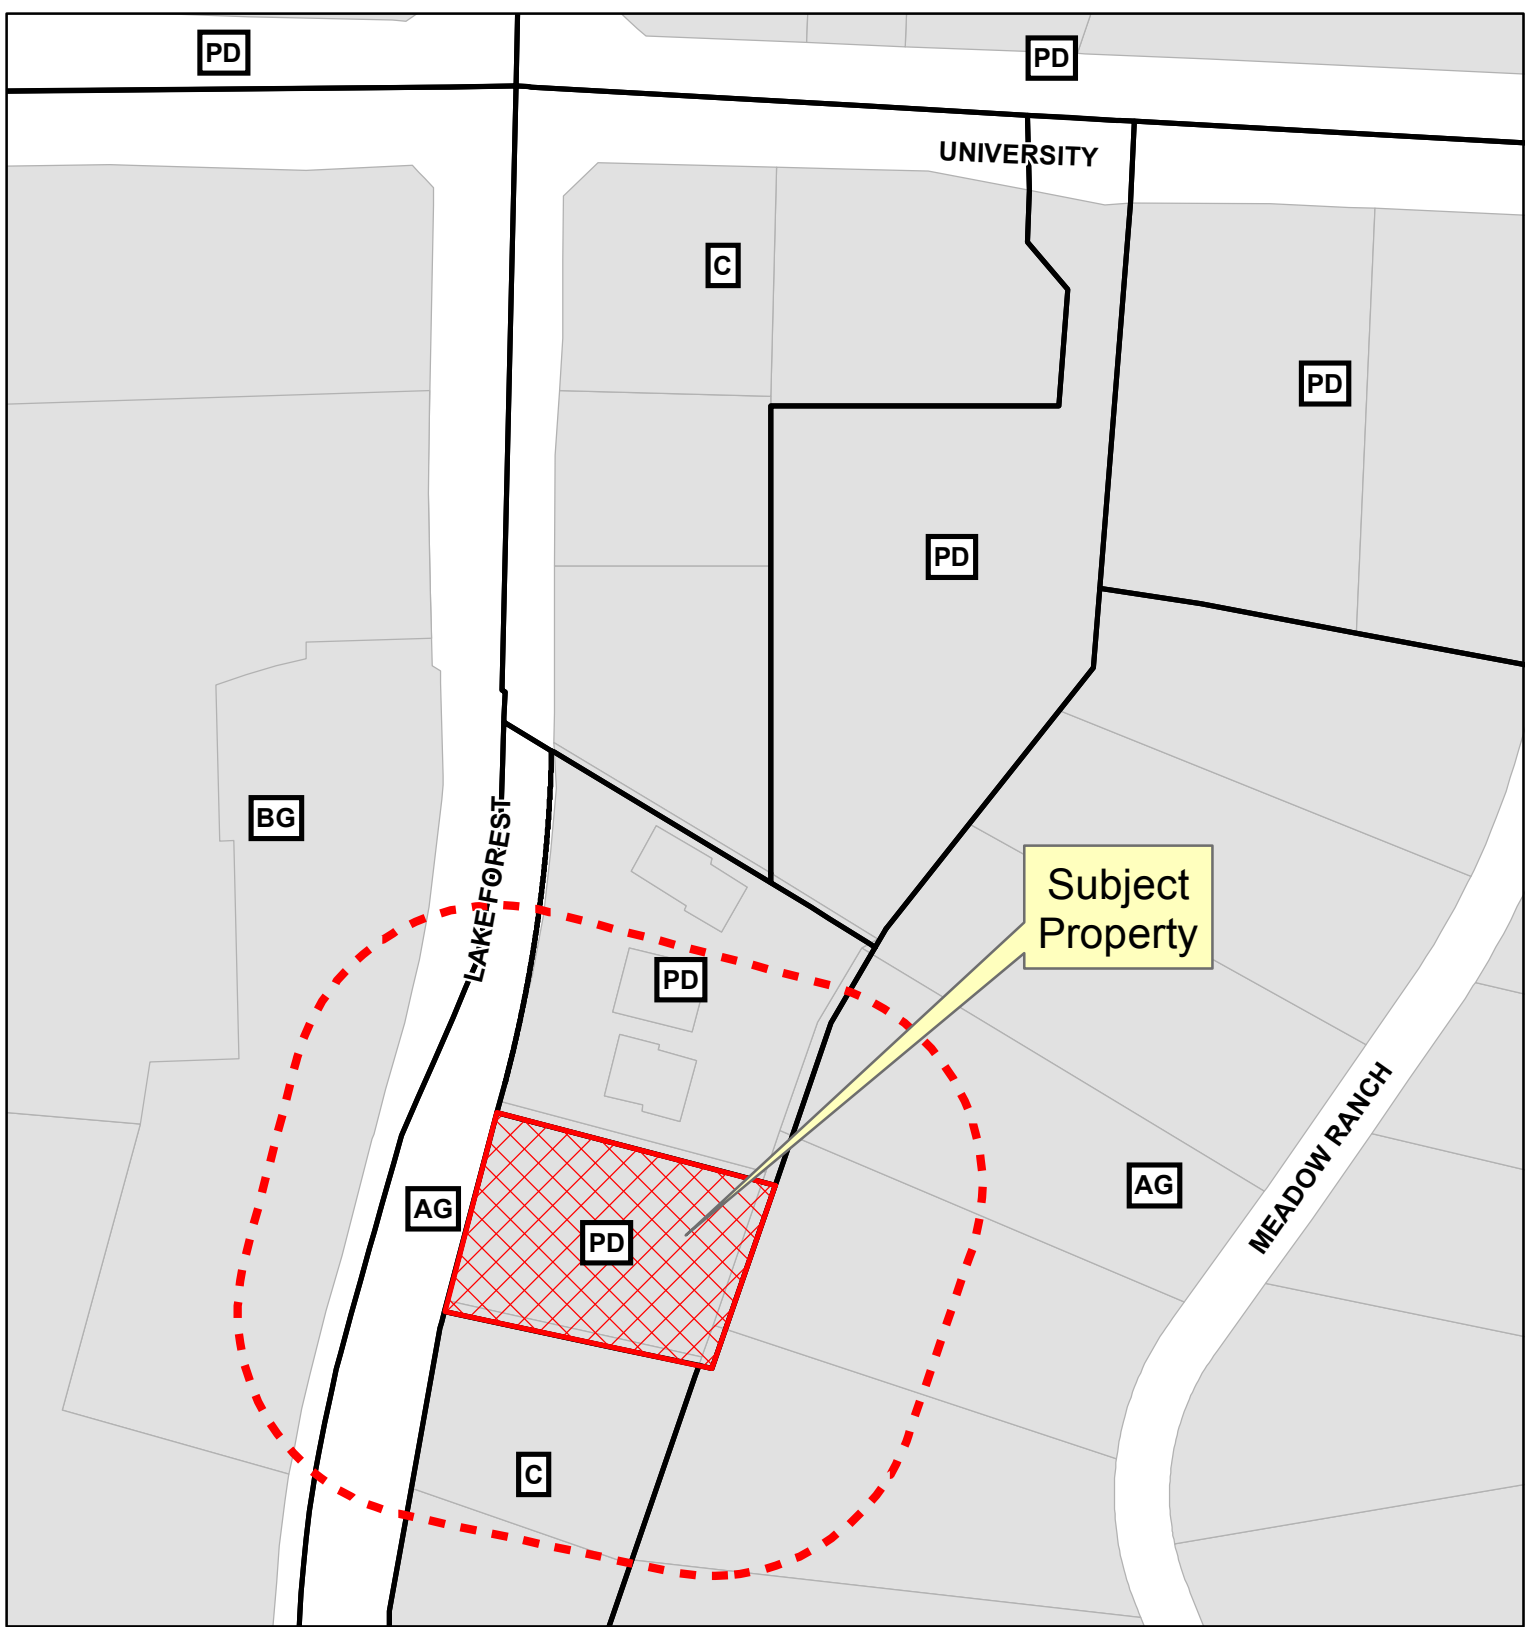 PD
PD
UNIVERSITY
C
PD
PD
BG
LAKE FOREST
Subject
Property
PD
AG
PD
AG
MEADOW RANCH
C